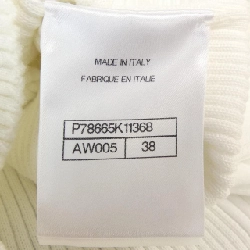 MADE IN ITALY
FABRIQUE EN ITALIE
P78665K11368
AW005 38